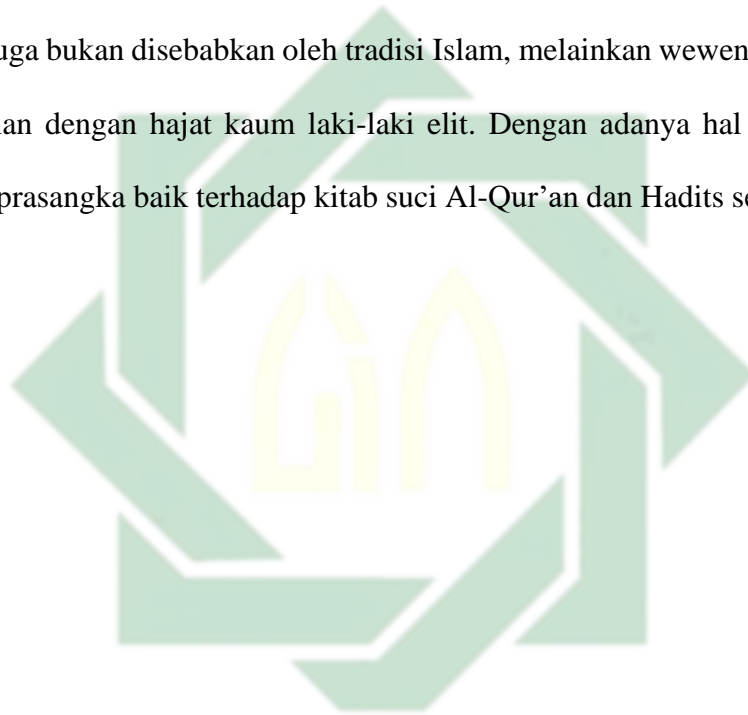 uga bukan disebabkan oleh tradisi Islam, melainkan wewen
an dengan hajat kaum laki-laki elit. Dengan adanya hal
prasangka baik terhadap kitab suci Al-Qur’an dan Hadits se
UIN